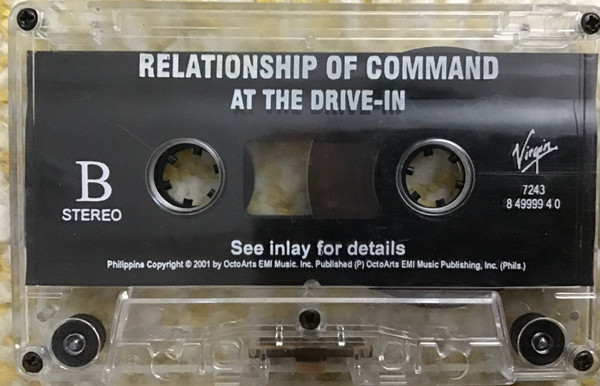 RELATIONSHIP OF COMMAND
AT THE DRIVE-IN
B
STEREO
Virgin
7243
8 49999 4 0
See inlay for details
Philippine Copyright © 2001 by OctoArts EMI Music, Inc. Published (P) OctoArts EMI Music Publishing, Inc. (Phils.)